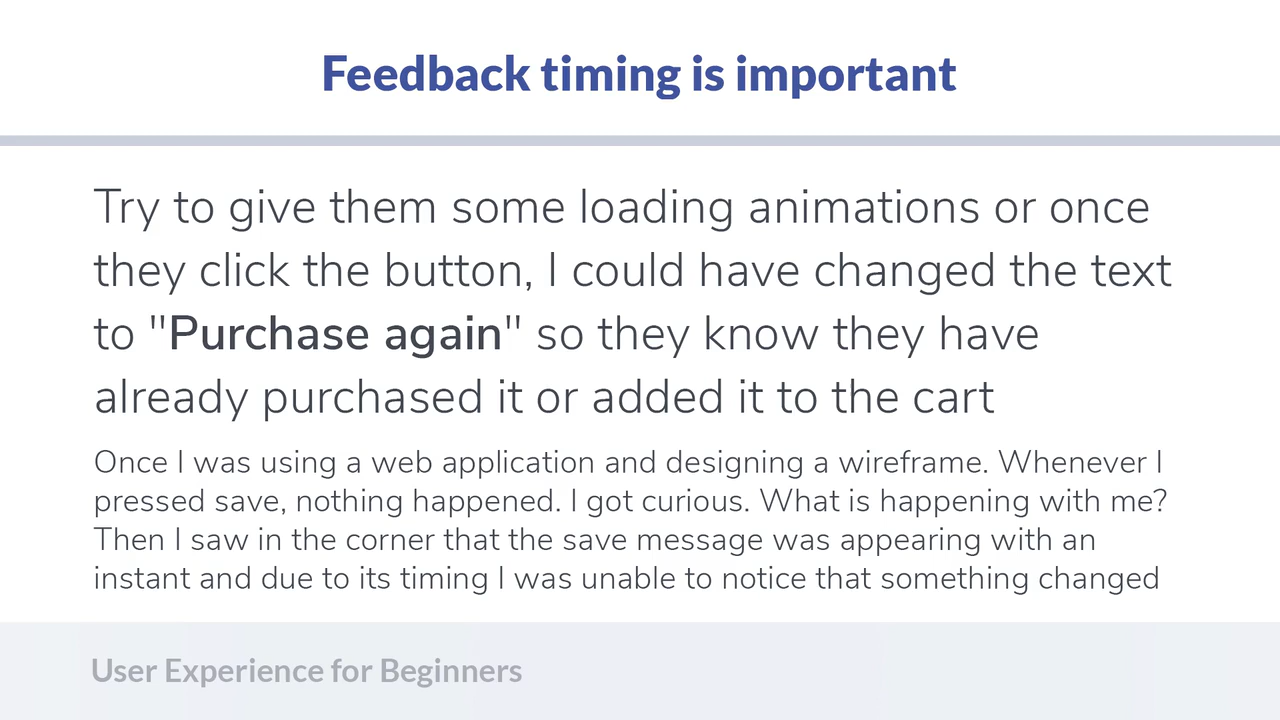 Feedback timing is important
Try to give them some loading animations or once
they click the button, I could have changed the text
to "Purchase again" so they know they have
already purchased it or added it to the cart
Once I was using a web application and designing a wireframe. Whenever I
pressed save, nothing happened. I got curious. What is happening with me?
Then I saw in the corner that the save message was appearing with an
instant and due to its timing I was unable to notice that something changed
User Experience for Beginners